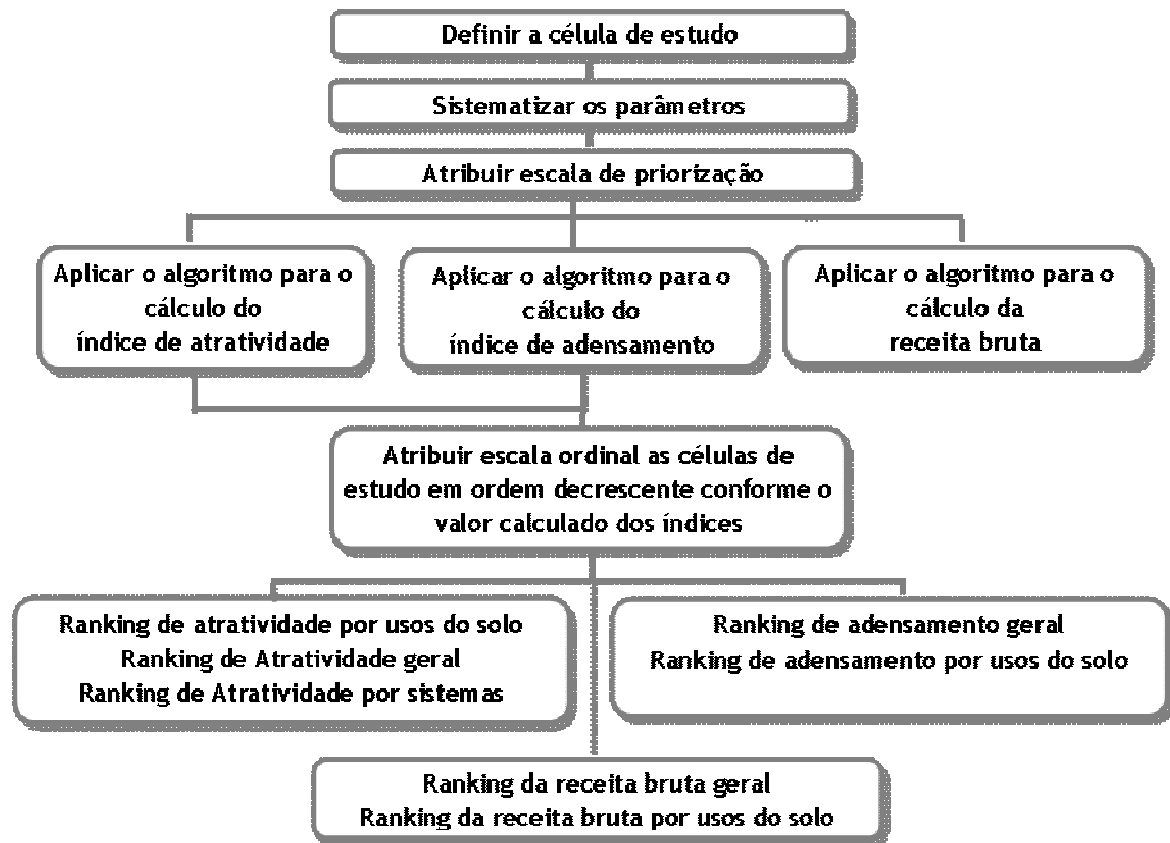 Definir a célula de estudo
Sistematizar os parâmetros
Atribuir escala de priorização
Aplicar o algoritmo para o
cálculo do
índice de atratividade
Aplicar o algoritmo para o
cálculo do
índice de adensamento
Aplicar o algoritmo para o
cálculo da
receita bruta
Atribuir escala ordinal as células de
estudo em ordem decrescente conforme o
valor calculado dos índices
Ranking de atratividade por usos do solo
Ranking de Atratividade geral
Ranking de Atratividade por sistemas
Ranking de adensamento geral
Ranking de adensamento por usos do solo
Ranking da receita bruta geral
Ranking da receita bruta por usos do solo